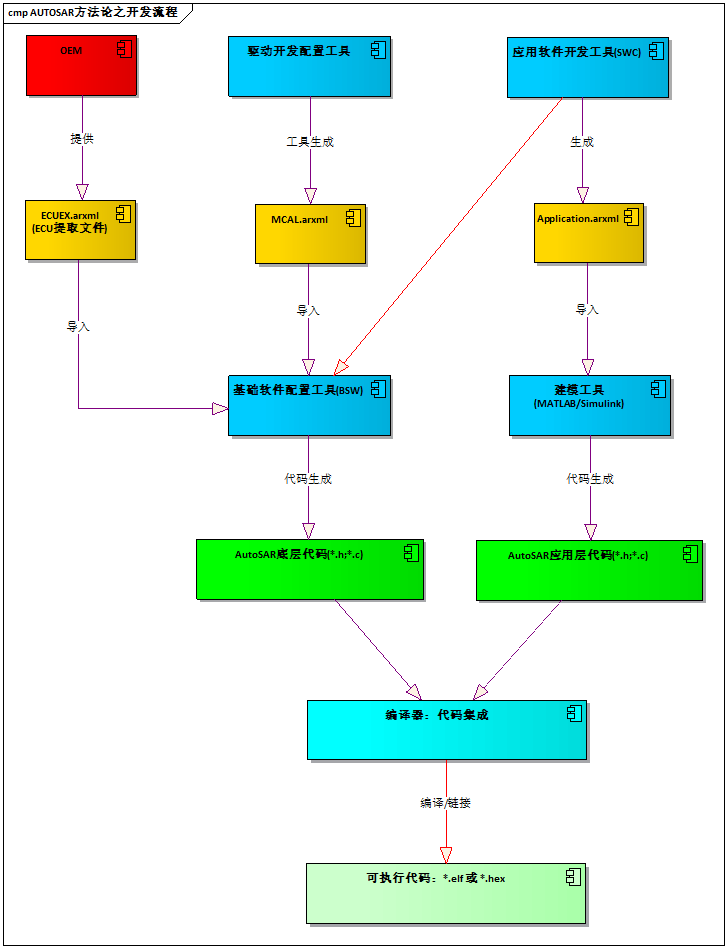 cmp AUTOSAR方法论之开发流程
OEM
驱动开发配置工具
应用软件开发工具(SWC)
提供
工具生成
生成
ECUEX.arxml
(ECU提取文件)
MCAL.arxml
Application.arxml
导入
导入
导入
基础软件配置工具(BSW)
建模工具
(MATLAB/Simulink)
代码生成
代码生成
AutoSAR底层代码(*.h;*.c)
AutoSAR应用层代码(*.h;*.c)
编译器：代码集成
编译/链接
可执行代码：*.elf 或 *.hex